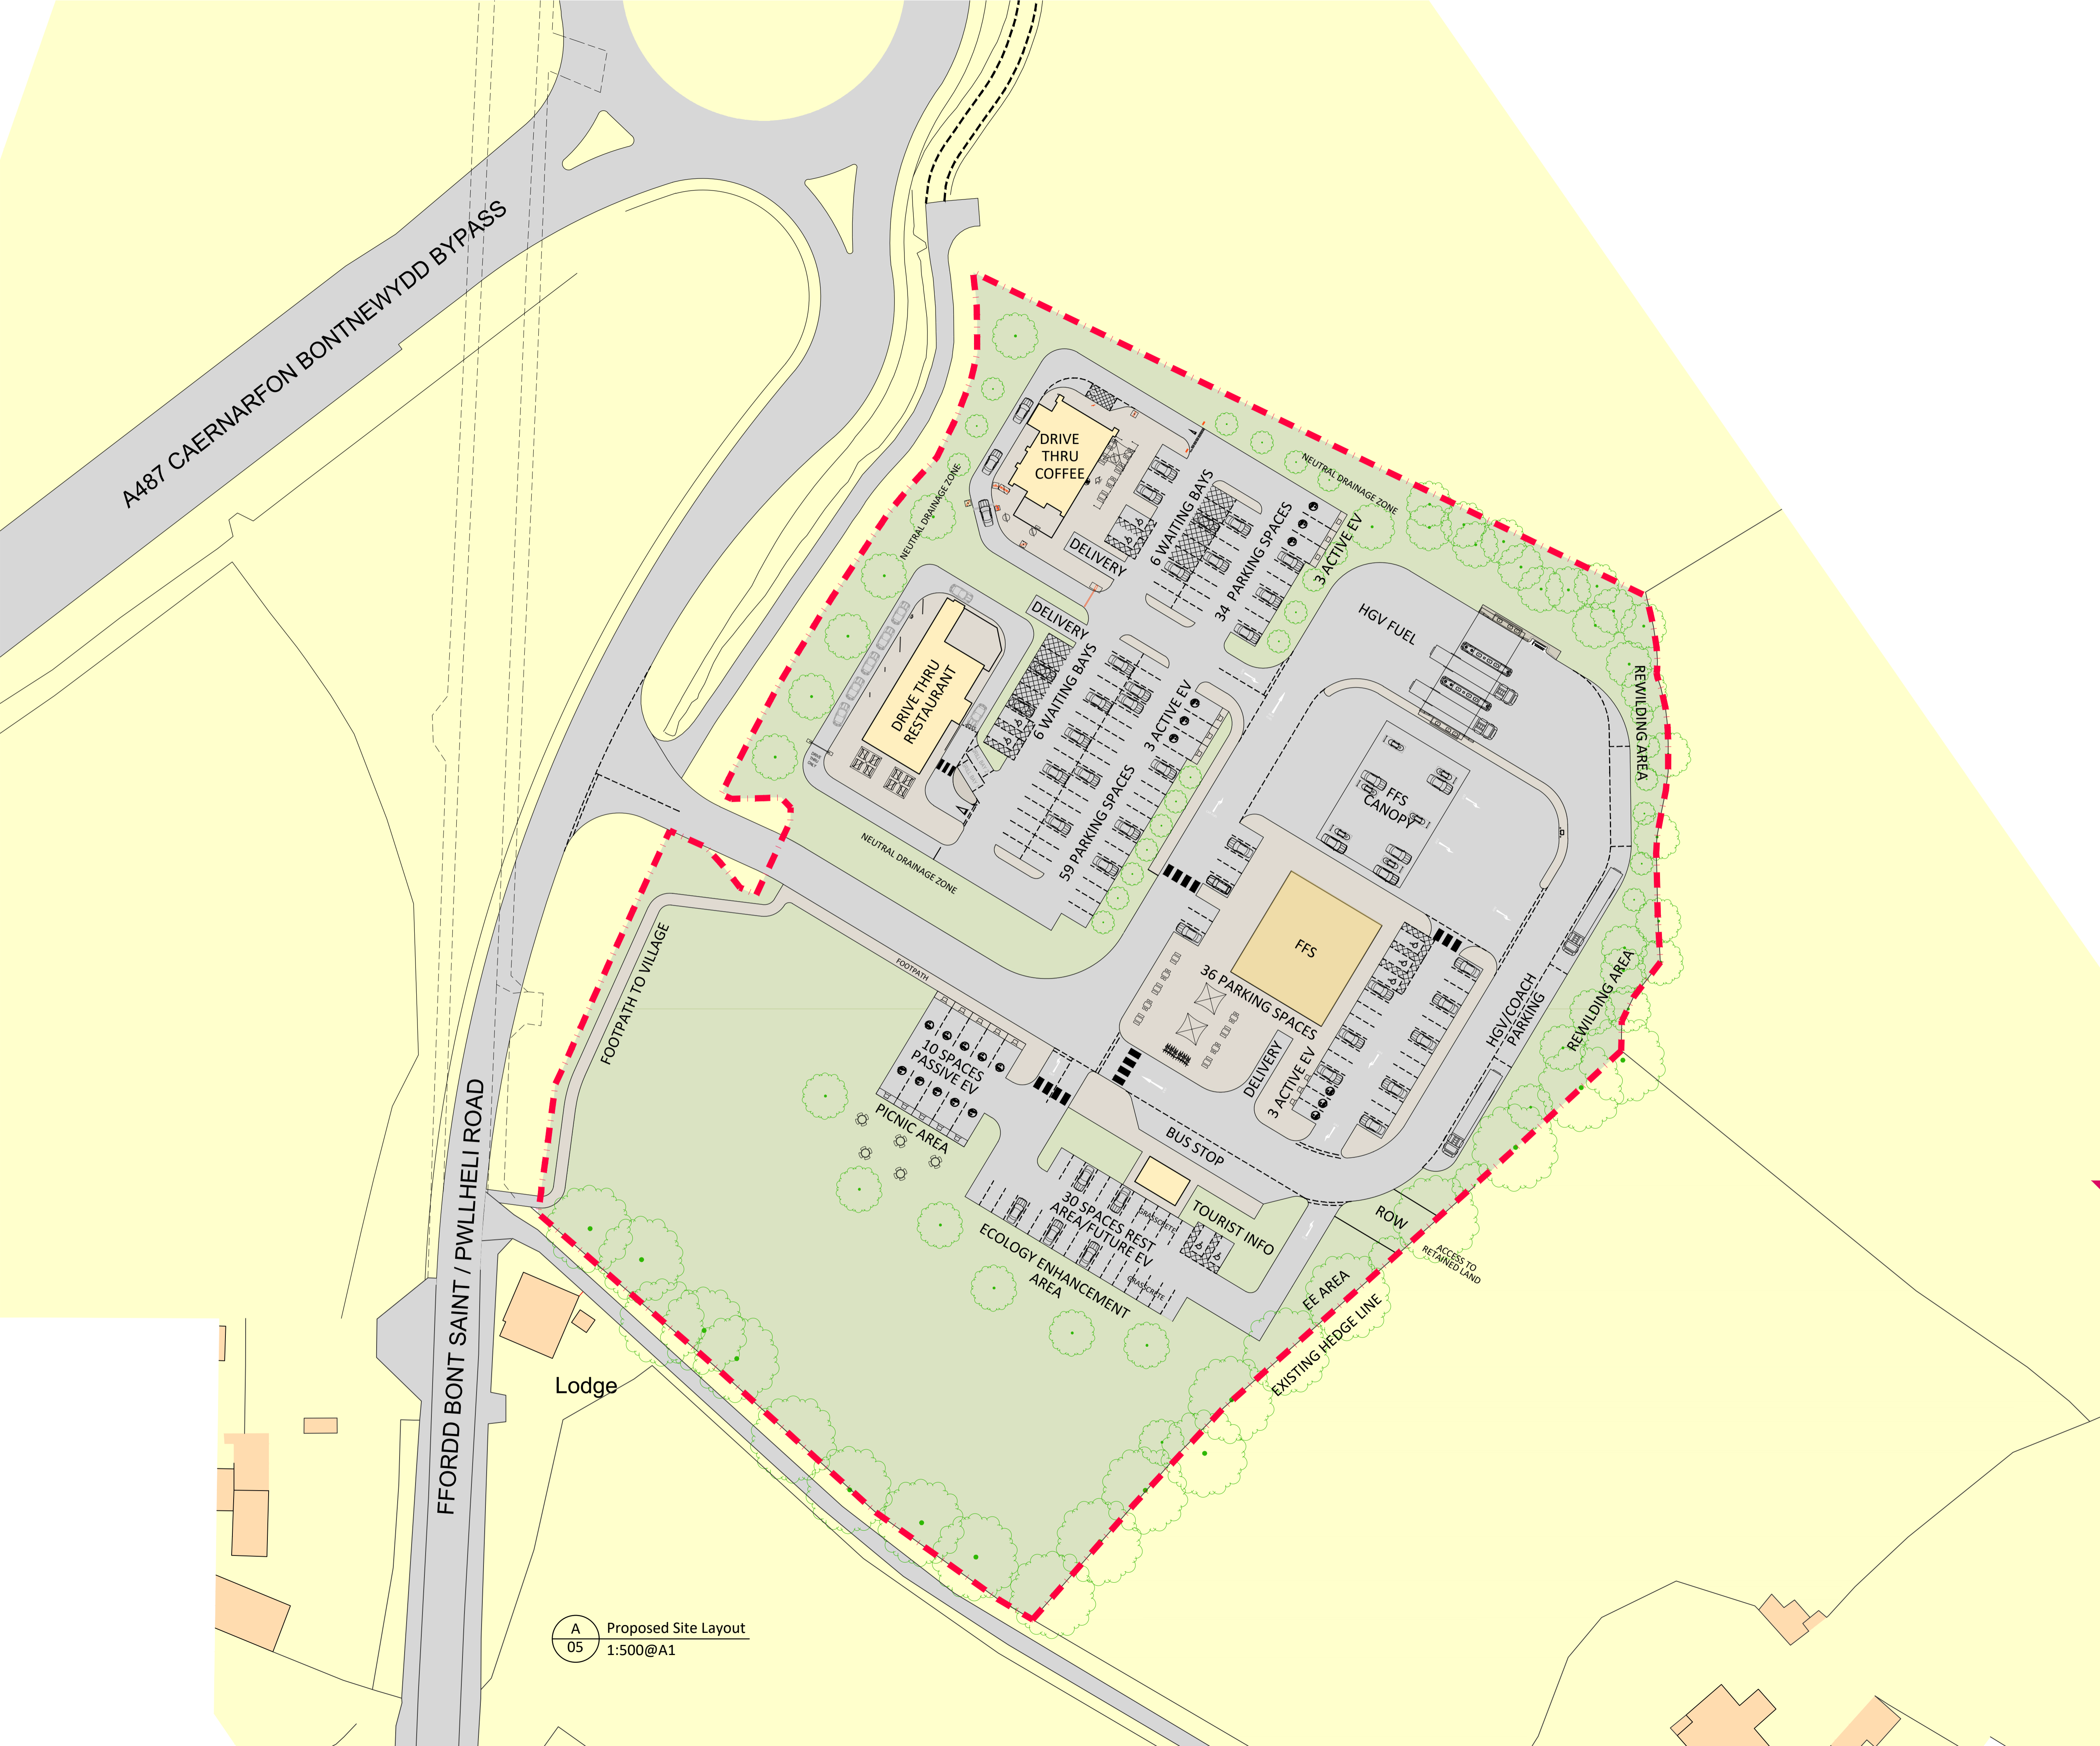 A487 CAERNARFON BONTNEWYDD BYPASS
DRIVE
THRU
COFFEE
NEUTRAL DRAINAGE ZONE
NEUTRAL DRAINAGE ZONE
6 WAITING BAYS
34 PARKING SPACES
3 ACTIVE EV
DELIVERY
DELIVERY
HGV FUEL
DRIVE THRU
RESTAURANT
6 WAITING BAYS
3 ACTIVE EV
59 PARKING SPACES
REWILDING AREA
FFS
CANOPY
NEUTRAL DRAINAGE ZONE
FFS
36 PARKING SPACES
FOOTPATH TO VILLAGE
FOOTPATH
HGV/COACH
PARKING
REWILDING AREA
10 SPACES
PASSIVE EV
DELIVERY
3 ACTIVE EV
PICNIC AREA
BUS STOP
30 SPACES REST
AREA/FUTURE EV
GRASSCRETE
GRASSCRETE
TOURIST INFO
ROW
ACCESS TO
RETAINED LAND
ECOLOGY ENHANCEMENT
AREA
EE AREA
EXISTING HEDGE LINE
FFORDD BONT SAINT / PWLLHELI ROAD
Lodge
A
05
Proposed Site Layout
1:500@A1